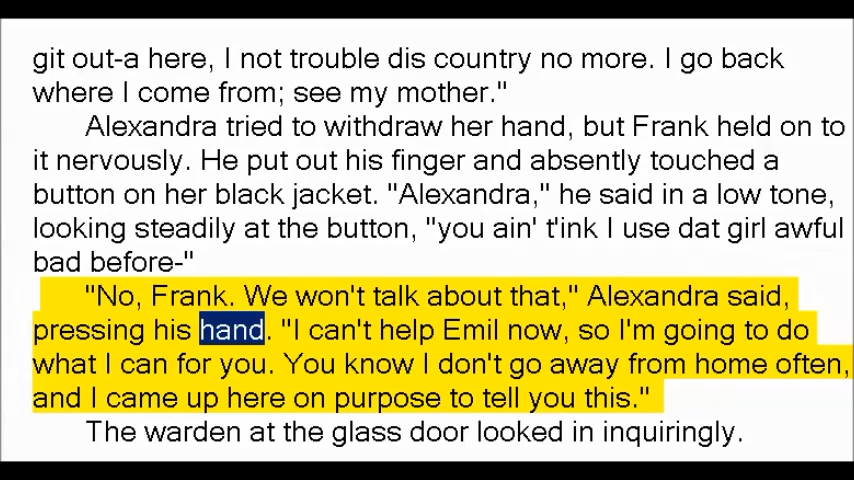 git out-a here, I not trouble dis country no more. I go back
where I come from; see my mother."
Alexandra tried to withdraw her hand, but Frank held on to
it nervously. He put out his finger and absently touched a
button on her black jacket. "Alexandra," he said in a low tone,
looking steadily at the button, "you ain' t'ink I use dat girl awful
bad before-"
"No, Frank. We won't talk about that," Alexandra said,
pressing his hand. "I can't help Emil now, so I'm going to do
what I can for you. You know I don't go away from home often,
and I came up here on purpose to tell you this."
The warden at the glass door looked in inquiringly.